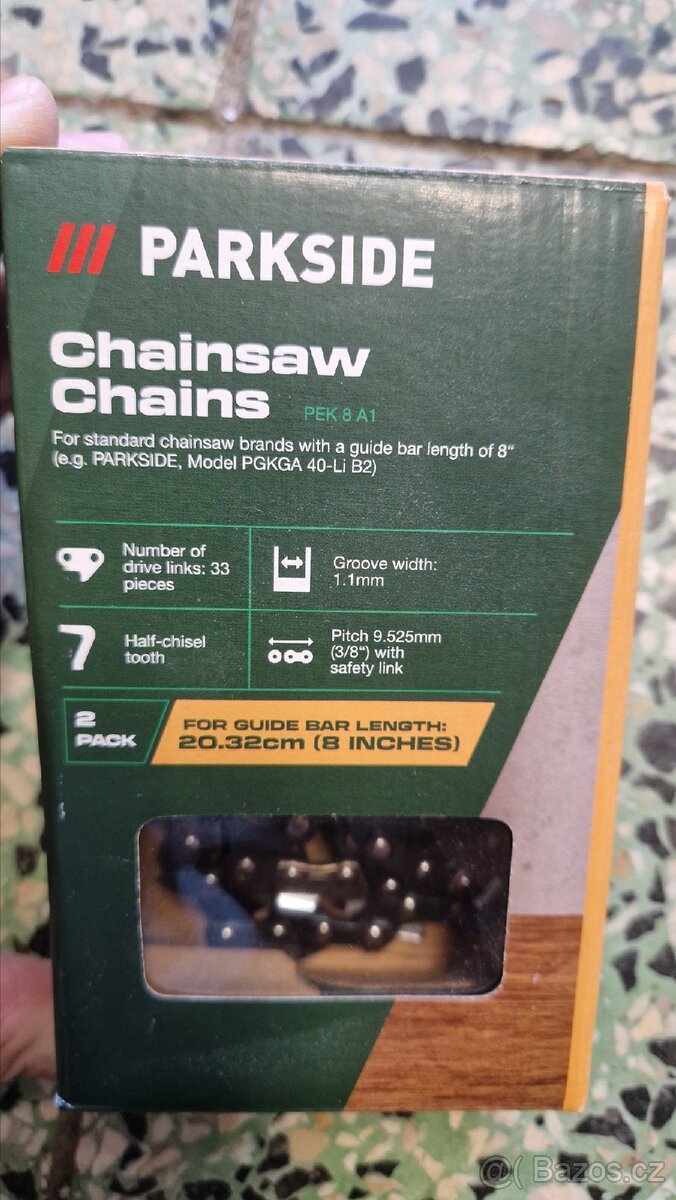 PARKSIDE
Chainsaw
Chains PEK 8 A1
For standard chainsaw brands with a guide bar length of 8“
(e.g. PARKSIDE, Model PGKGA 40-Li B2)
Number of
drive links: 33
pieces
Groove width:
1.1mm
Half-chisel
tooth
Pitch 9.525mm
(3/8“) with
safety link
2
PACK
FOR GUIDE BAR LENGTH:
20.32cm (8 INCHES)
@( Bazos.cz